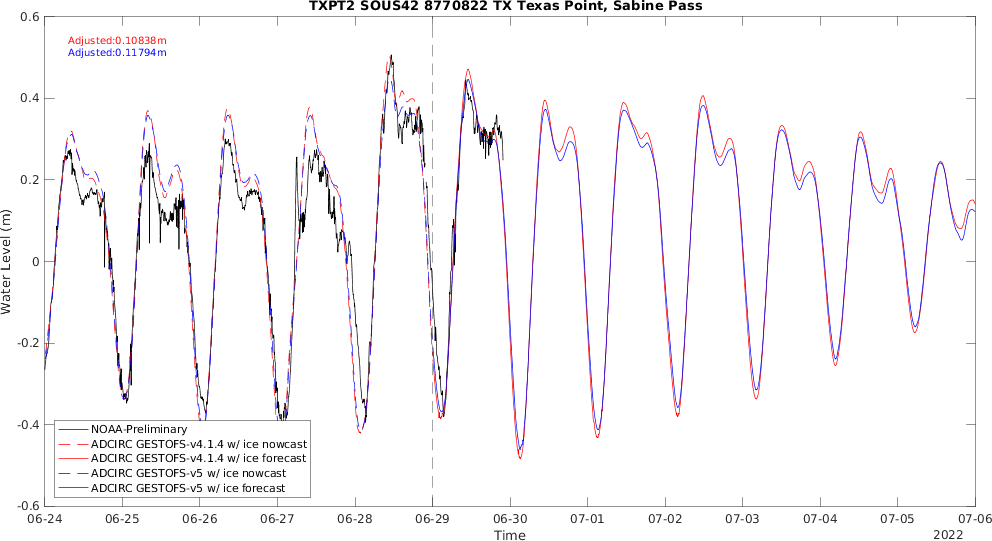 TXPT2 SOUS42 8770822 TX Texas Point, Sabine Pass
Adjusted:0.10838m
Adjusted:0.11794m
Water Level (m)
0.6
0.4
0.2
0
-0.2
-0.4
-0.6
NOAA-Preliminary
ADCIRC GESTOFS-v4.1.4 w/ ice nowcast
ADCIRC GESTOFS-v4.1.4 w/ ice forecast
ADCIRC GESTOFS-v5 w/ ice nowcast
ADCIRC GESTOFS-v5 w/ ice forecast
06-24 06-25 06-26 06-27 06-28 06-29 06-30 07-01 07-02 07-03 07-04 07-05 07-06
Time
2022